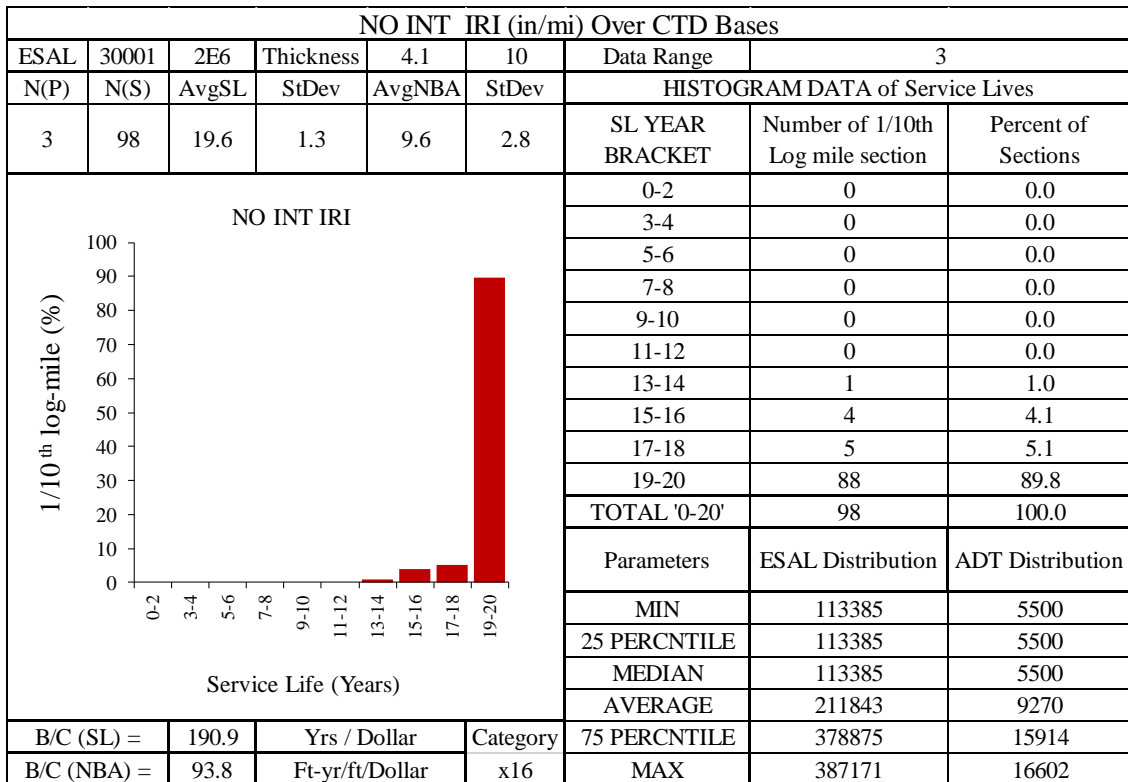 NO INT IRI (in/mi) Over CTD Bases
ESAL 30001 2E6 Thickness 4.1 10 Data Range 3
N(P) N(S) AvgSL StDev AvgNBA StDev HISTOGRAM DATA of Service Lives
3 98 19.6 1.3 9.6 2.8
SL YEAR BRACKET Number of 1/10th Log mile section Percent of Sections
0-2 0 0.0
3-4 0 0.0
5-6 0 0.0
7-8 0 0.0
9-10 0 0.0
11-12 0 0.0
13-14 1 1.0
15-16 4 4.1
17-18 5 5.1
19-20 88 89.8
TOTAL '0-20' 98 100.0
Parameters ESAL Distribution ADT Distribution
MIN 113385 5500
25 PERCNTILE 113385 5500
MEDIAN 113385 5500
AVERAGE 211843 9270
75 PERCNTILE 378875 15914
MAX 387171 16602
NO INT IRI
1/10 th log-mile (%)
100
90
80
70
60
50
40
30
20
10
0
0-2 3-4 5-6 7-8 9-10 11-12 13-14 15-16 17-18 19-20
Service Life (Years)
B/C (SL) = 190.9 Yrs / Dollar Category
B/C (NBA) = 93.8 Ft-yr/ft/Dollar x16